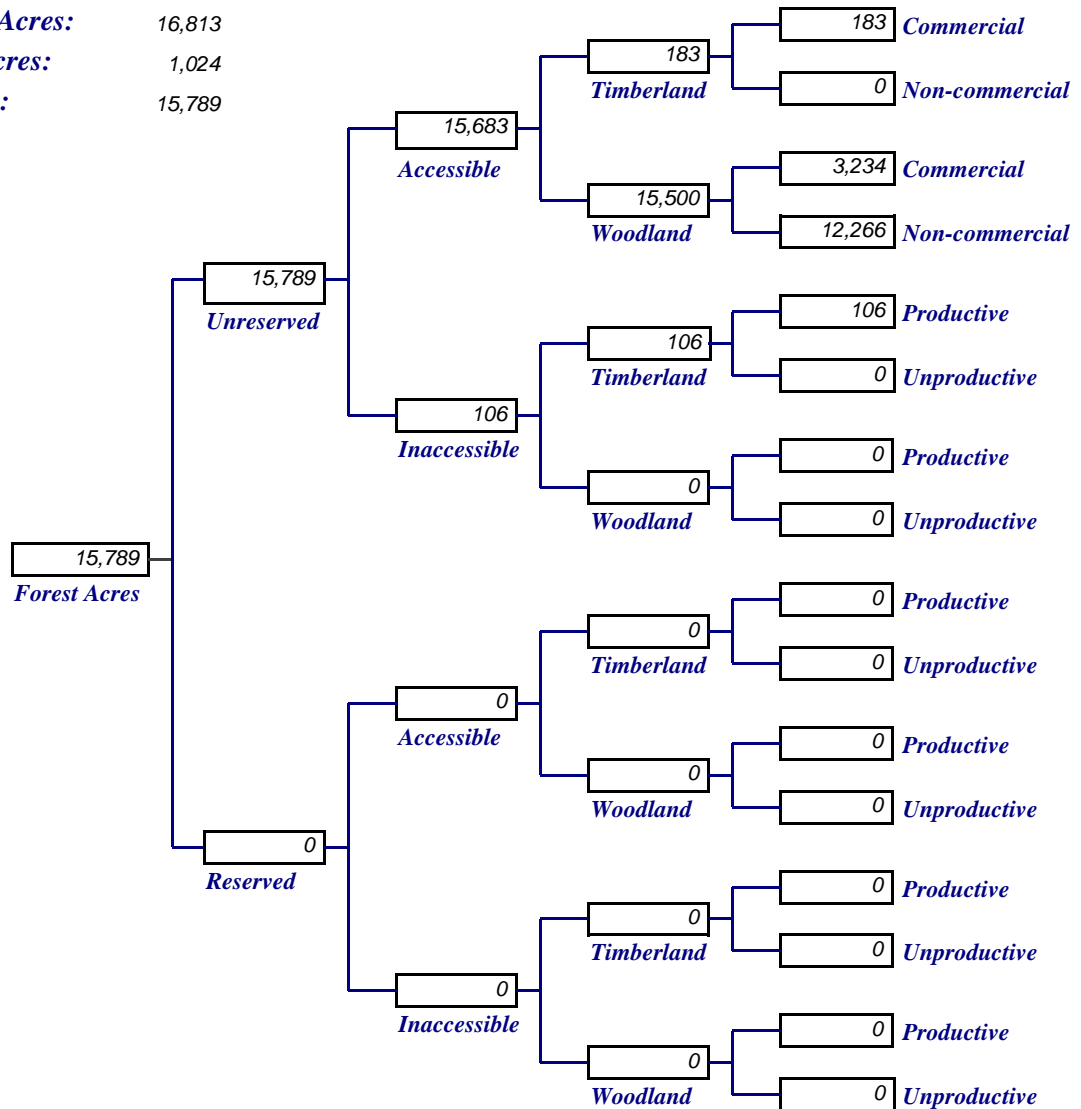 Acres: 16,813
cres: 1,024
: 15,789
183 Commercial
183
Timberland
0 Non-commercial
15,683
Accessible
3,234 Commercial
15,500
Woodland
12,266 Non-commercial
15,789
Unreserved
106 Productive
106
Timberland
0 Unproductive
106
Inaccessible
0 Productive
0
Woodland
0 Unproductive
15,789
Forest Acres
0 Productive
0
Timberland
0 Unproductive
0
Accessible
0 Productive
0
Woodland
0 Unproductive
0
Reserved
0 Productive
0
Timberland
0 Unproductive
0
Inaccessible
0 Productive
0
Woodland
0 Unproductive